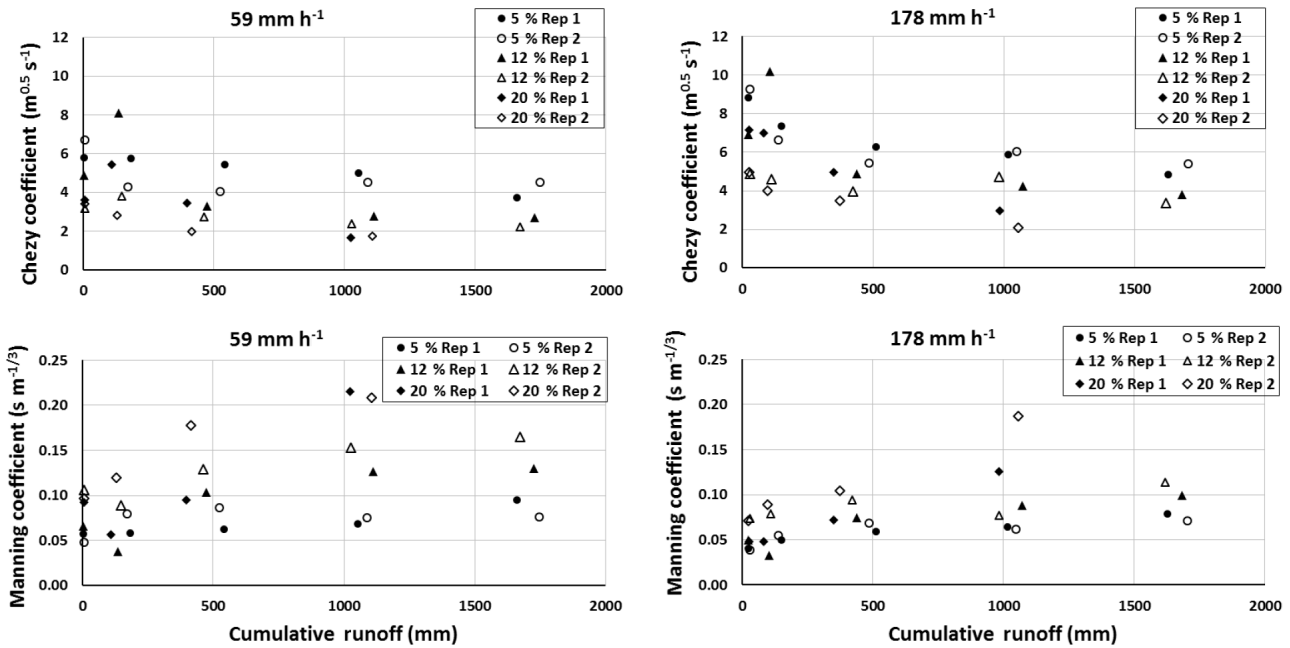 59 mm h-1
5 % Rep 1
5 % Rep 2
12 % Rep 1
12 % Rep 2
20 % Rep 1
20 % Rep 2
Chezy coefficient (m0.5 s-1)
12
10
8
6
4
2
0
0 500 1000 1500 2000
178 mm h-1
5 % Rep 1
5 % Rep 2
12 % Rep 1
12 % Rep 2
20 % Rep 1
20 % Rep 2
Chezy coefficient (m0.5 s-1)
12
10
8
6
4
2
0
0 500 1000 1500 2000
59 mm h-1
5 % Rep 1 5 % Rep 2
12 % Rep 1 12 % Rep 2
20 % Rep 1 20 % Rep 2
Manning coefficient (s m-1/3)
0.25
0.20
0.15
0.10
0.05
0.00
0 500 1000 1500 2000
Cumulative runoff (mm)
178 mm h-1
5 % Rep 1 5 % Rep 2
12 % Rep 1 12 % Rep 2
20 % Rep 1 20 % Rep 2
Manning coefficient (s m-1/3)
0.25
0.20
0.15
0.10
0.05
0.00
0 500 1000 1500 2000
Cumulative runoff (mm)